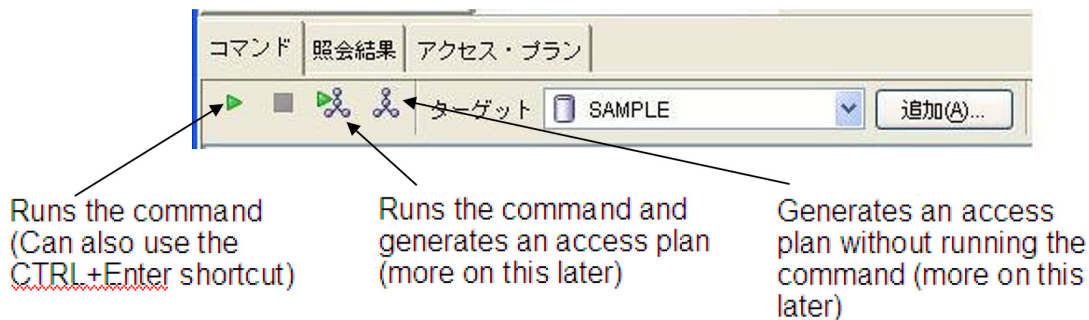 コマンド 照会結果 アクセス・プラン
ターゲット SAMPLE 追加(A)...
Runs the command
(Can also use the
CTRL+Enter shortcut)
Runs the command and
generates an access plan
(more on this later)
Generates an access
plan without running the
command (more on this
later)